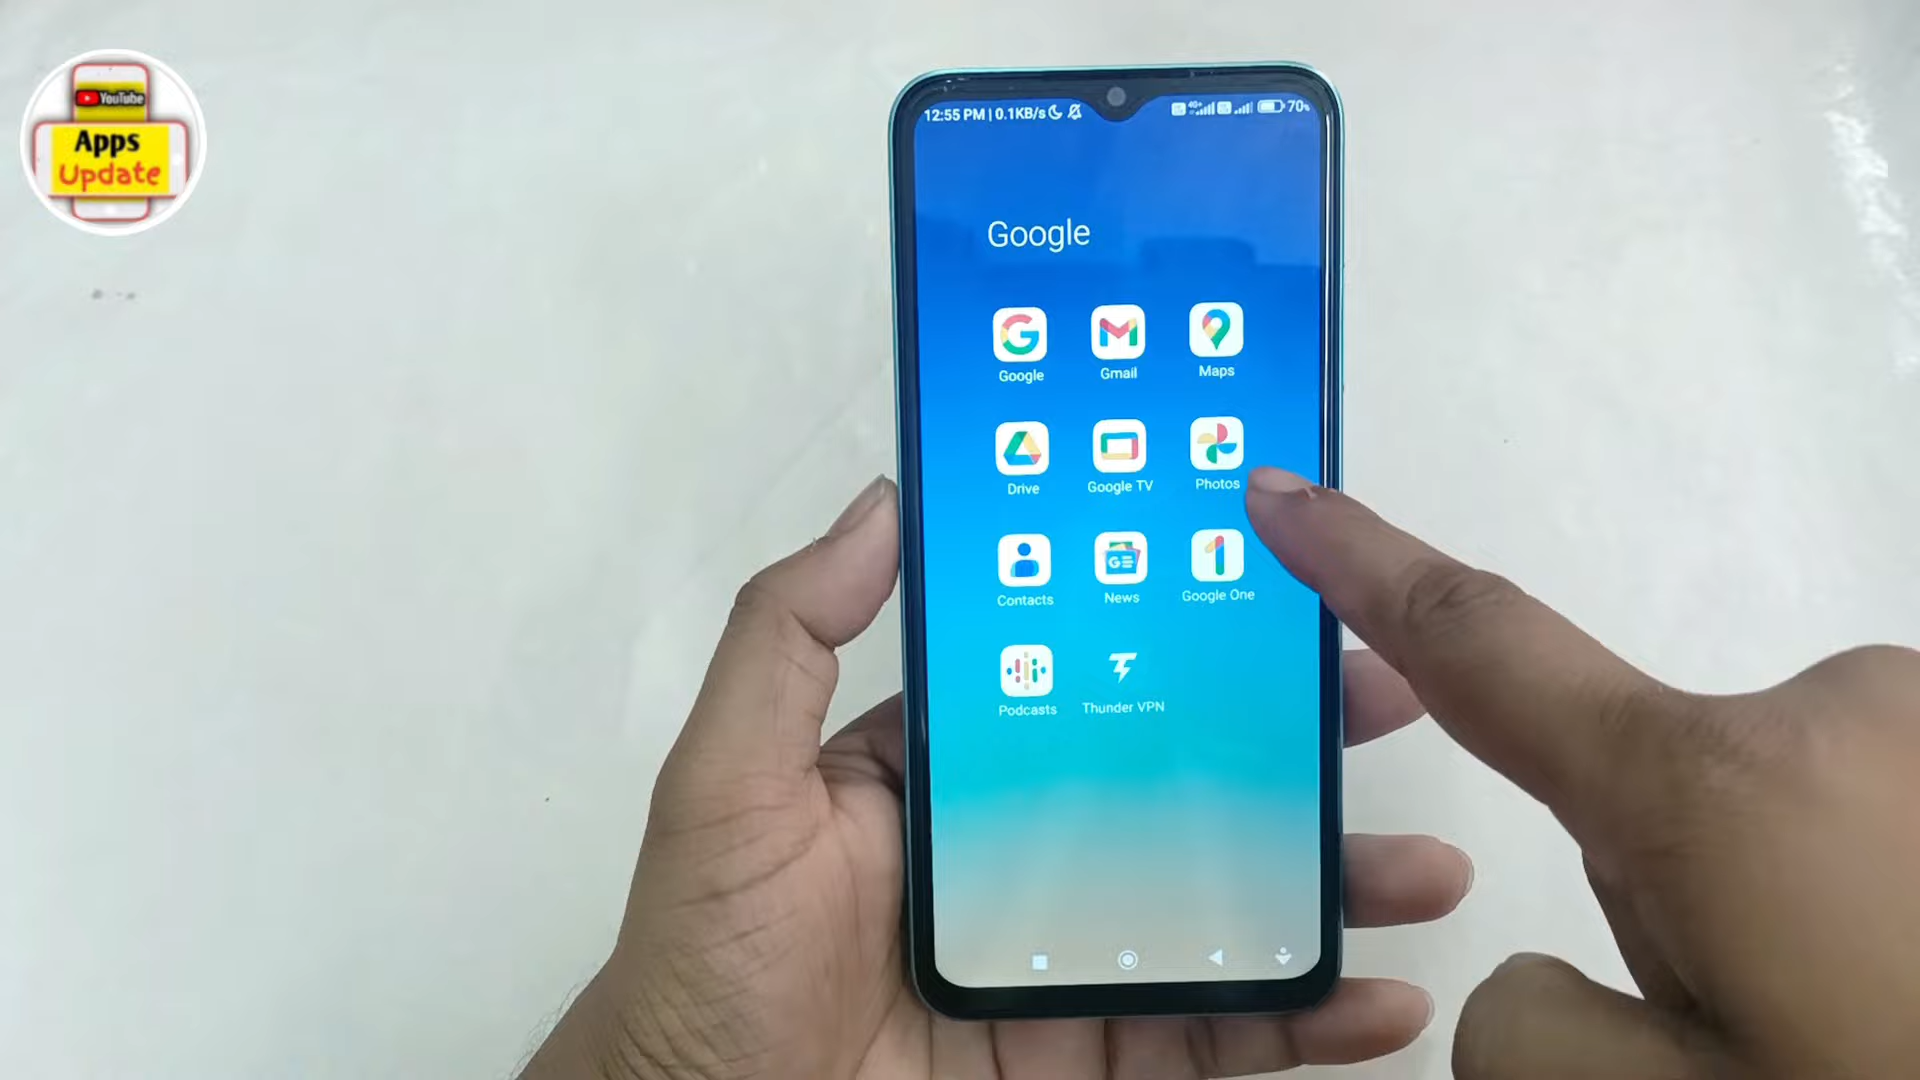 YouTube
Apps
Update
12:55 PM | 0.1KB/s 4G+ 70%
Google
Google Gmail Maps
Drive Google TV Photos
Contacts News Google One
Podcasts Thunder VPN